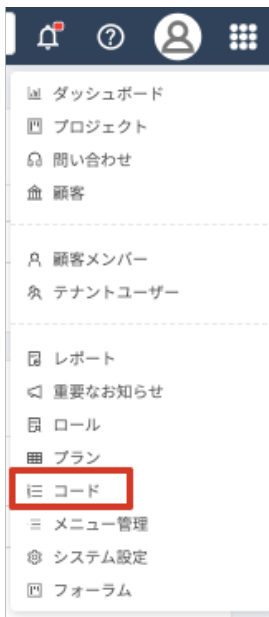 ダッシュボード
プロジェクト
問い合わせ
顧客
顧客メンバー
テナントユーザー
レポート
重要なお知らせ
ロール
プラン
コード
メニュー管理
システム設定
フォーラム